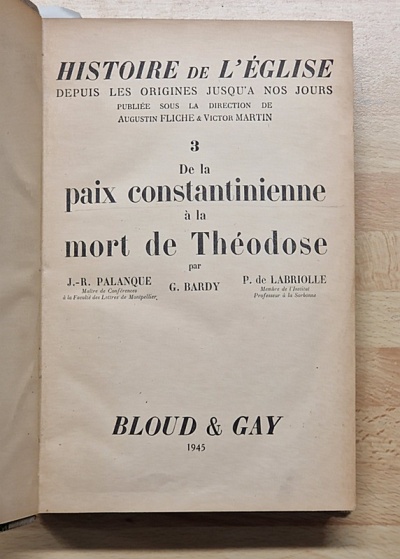 HISTOIRE DE L'ÉGLISE
DEPUIS LES ORIGINES JUSQU'A NOS JOURS
PUBLIÉE SOUS LA DIRECTION DE
AUGUSTIN FLICHE & VICTOR MARTIN
3
De la
paix constantinienne
à la
mort de Théodose
par
J.-R. PALANQUE
Maître de Conférences
à la Faculté des Lettres de Montpellier,
G. BARDY
P. de LABRIOLLE
Membre de l'Institut
Professeur à la Sorbonne
BLOUD & GAY
1945